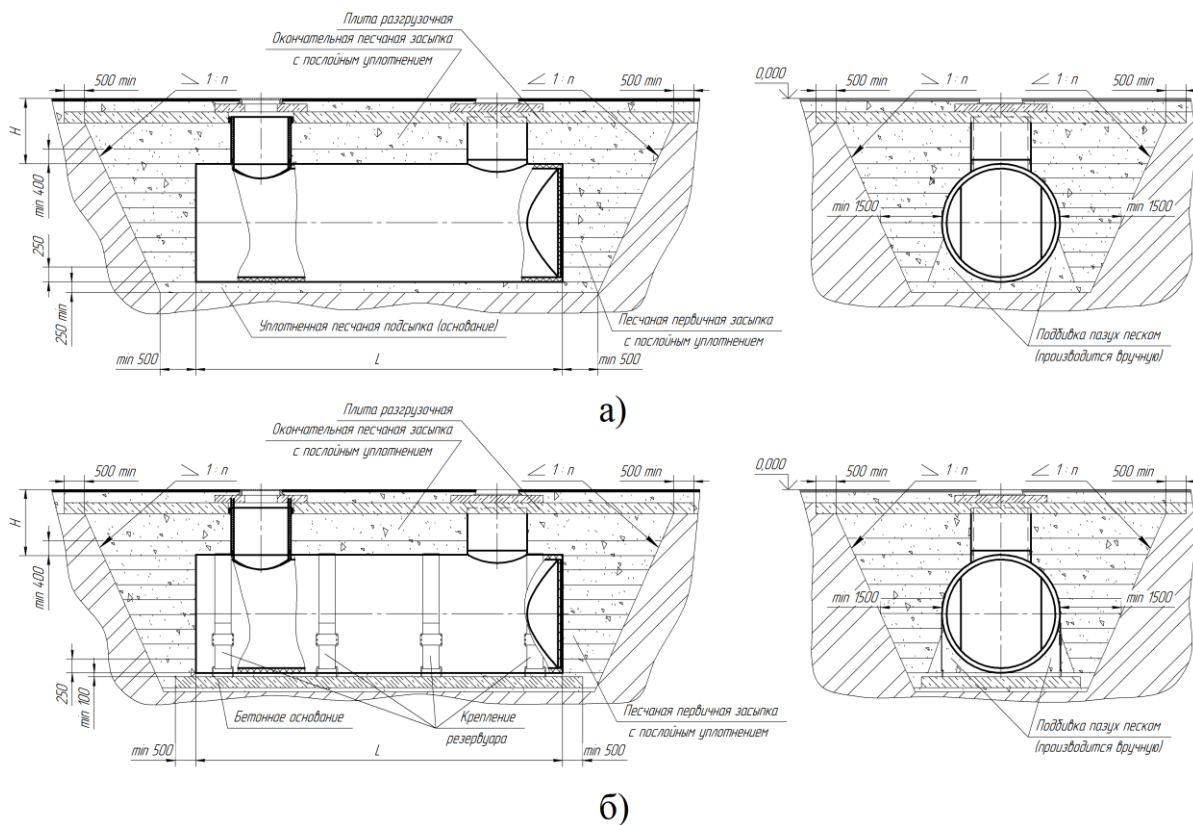 Плита разгрузочная
Окончательная песчаная засыпка
с послойным уплотнением
500 min
1 : n
1 : n
500 min
0,000
500 min
1 : n
1 : n
500 min
H
min 400
250
250 min
min 1500
min 1500
Уплотненная песчаная подсыпка (основание)
Песчаная первичная засыпка
с послойным уплотнением
Подбивка пазух песком
(производится вручную)
min 500
L
min 500
а)
Плита разгрузочная
Окончательная песчаная засыпка
с послойным уплотнением
500 min
1 : n
1 : n
500 min
0,000
500 min
1 : n
1 : n
500 min
H
min 400
250
min 100
min 1500
min 1500
Бетонное основание
Крепление
резервуара
Песчаная первичная засыпка
с послойным уплотнением
Подбивка пазух песком
(производится вручную)
min 500
L
min 500
б)